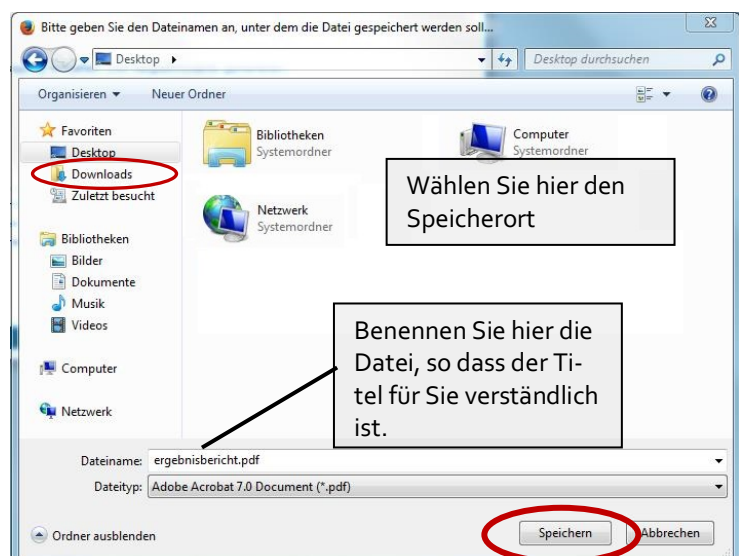 Bitte geben Sie den Dateinamen an, unter dem die Datei gespeichert werden soll...
Desktop
Desktop durchsuchen
Organisieren
Neuer Ordner
Favoriten
Desktop
Downloads
Zuletzt besucht
Bibliotheken
Bilder
Dokumente
Musik
Videos
Computer
Netzwerk
Bibliotheken
Systemordner
Computer
Systemordner
Netzwerk
Systemordner
Wählen Sie hier den
Speicherort
Benennen Sie hier die
Datei, so dass der Ti-
tel für Sie verständlich
ist.
Dateiname: ergebnisbericht.pdf
Dateityp: Adobe Acrobat 7.0 Document (*.pdf)
Ordner ausblenden
Speichern
Abbrechen